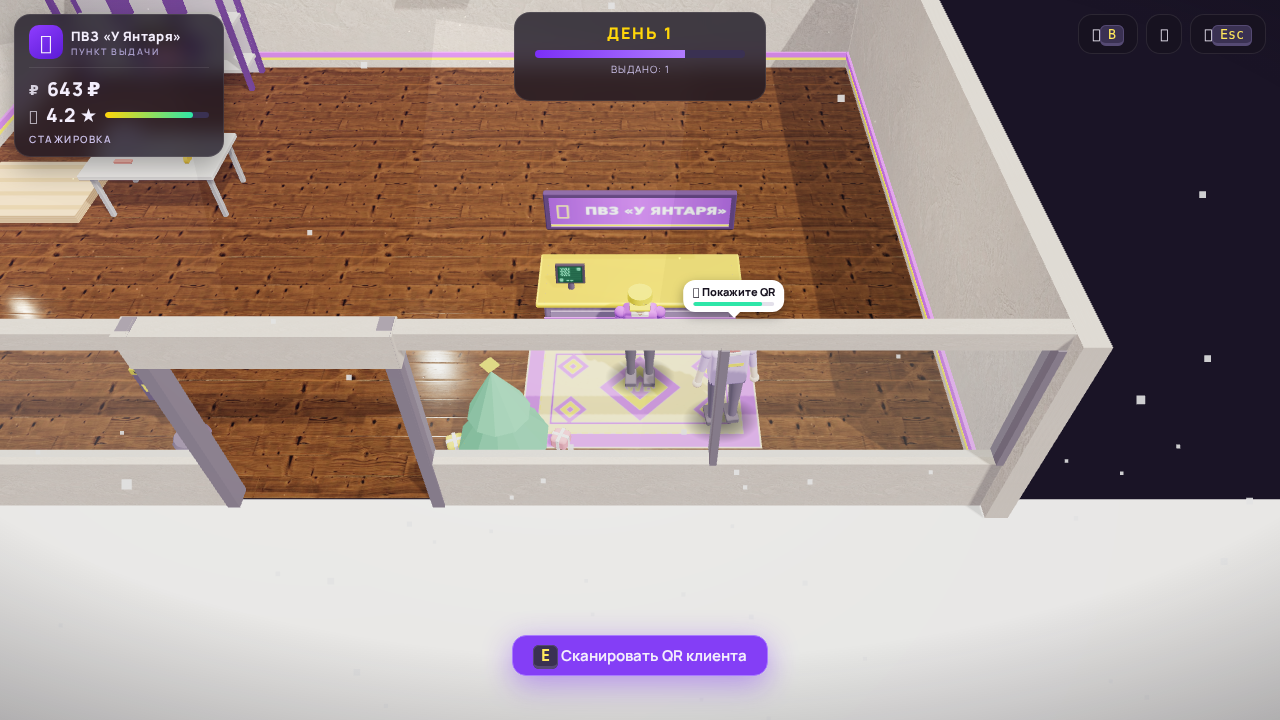 ПВЗ «У Янтаря»
ПУНКТ ВЫДАЧИ
₽ 643 ₽
4.2 ★
СТАЖИРОВКА
ДЕНЬ 1
ВЫДАНО: 1
B
Esc
ПВЗ «У ЯНТАРЯ»
Покажите QR
E Сканировать QR клиента